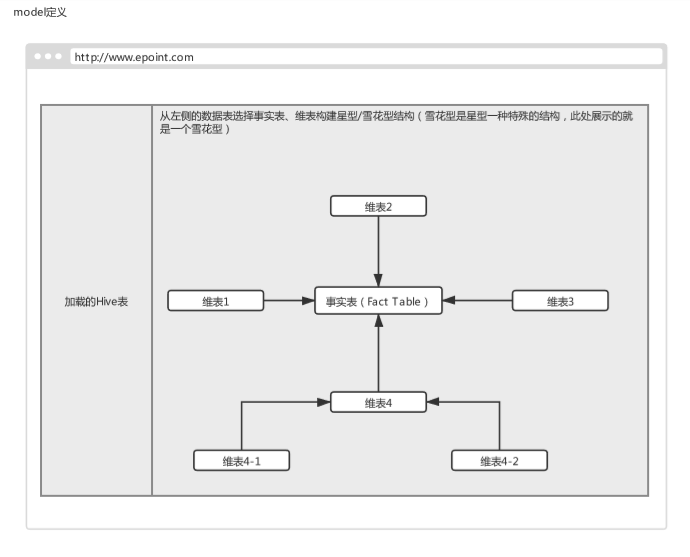 model定义
http://www.epoint.com
从左侧的数据表选择事实表、维表构建星型/雪花型结构（雪花型是星型一种特殊的结构，此处展示的就
是一个雪花型）
维表2
加载的Hive表
维表1
事实表（Fact Table）
维表3
维表4
维表4-1
维表4-2